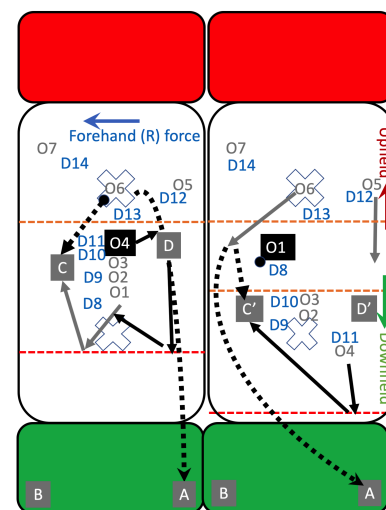 Forehand (R) force
O7
D14
O6
O5
D12
D13
D11
O4
D10
D
O3
C
D9
O2
O1
D8
B
A
O7
D14
Upfield
O6
O5
D12
D13
O1
D8
C’
D10
O3
D’
O2
D9
D11
O4
Downfield
B
A